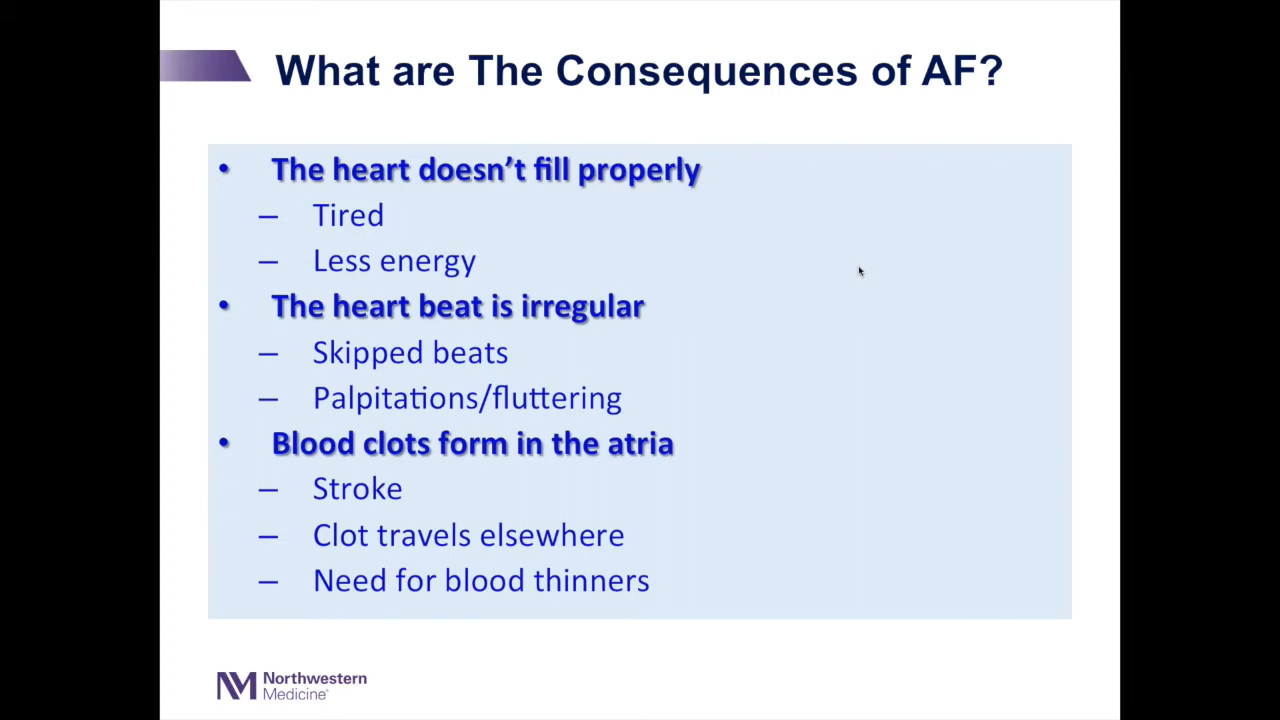 What are The Consequences of AF?
• The heart doesn’t fill properly
– Tired
– Less energy
• The heart beat is irregular
– Skipped beats
– Palpitations/fluttering
• Blood clots form in the atria
– Stroke
– Clot travels elsewhere
– Need for blood thinners
Northwestern
Medicine®